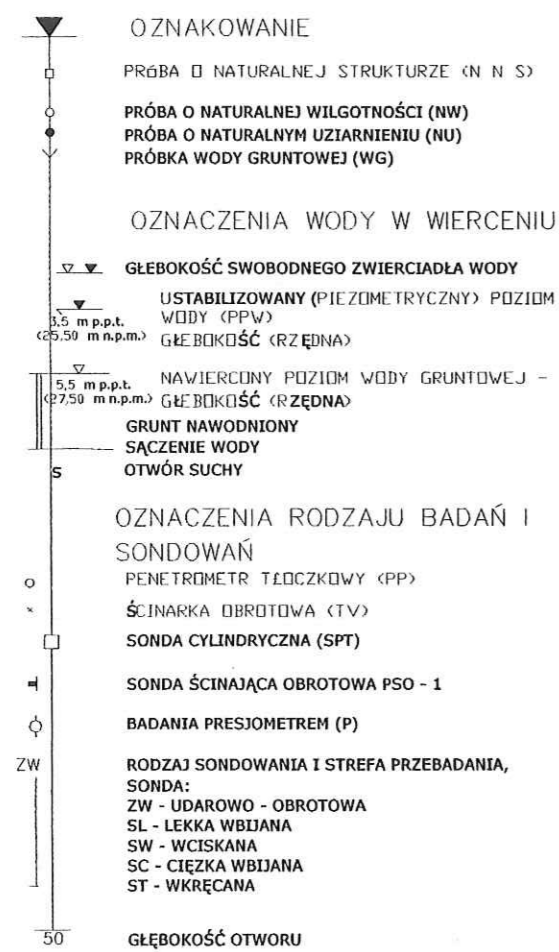 OZNAKOWANIE
PRÓBA O NATURALNEJ STRUKTURZE (N N S)
PRÓBA O NATURALNEJ WILGOTNOŚCI (NW)
PRÓBA O NATURALNYM UZIARNIENIU (NU)
PRÓBKA WODY GRUNTOWEJ (WG)
OZNACZENIA WODY W WIERCENIU
GŁEBOKOŚĆ SWOBODNEGO ZWIERCIADŁA WODY
USTABILIZOWANY (PIEZOMETRYCZNY) POZIOM
3,5 m p.p.t. WODY (PPW)
(25,50 m n.p.m.) GŁEBOKOŚĆ (RZĘDNA)
5,5 m p.p.t. NAWIERCONY POZIOM WODY GRUNTOWEJ -
(27,50 m n.p.m.) GŁEBOKOŚĆ (RZĘDNA)
GRUNT NAWODNIONY
SĄCZENIE WODY
S OTWÓR SUCHY
OZNACZENIA RODZAJU BADAŃ I
SONDOWAŃ
PENETROMETR TŁOCZKOWY (PP)
ŚCINARKA OBROTOWA (TV)
SONDA CYLINDRYCZNA (SPT)
SONDA ŚCINAJĄCA OBROTOWA PSO - 1
BADANIA PRESJOMETREM (P)
ZW RODZAJ SONDOWANIA I STREFA PRZEBADANIA,
SONDA:
ZW - UDAROWO - OBROTOWA
SL - LEKKA WBIJANA
SW - WCISKANA
SC - CIĘZKA WBIJANA
ST - WKRĘCANA
50 GŁĘBOKOŚĆ OTWORU